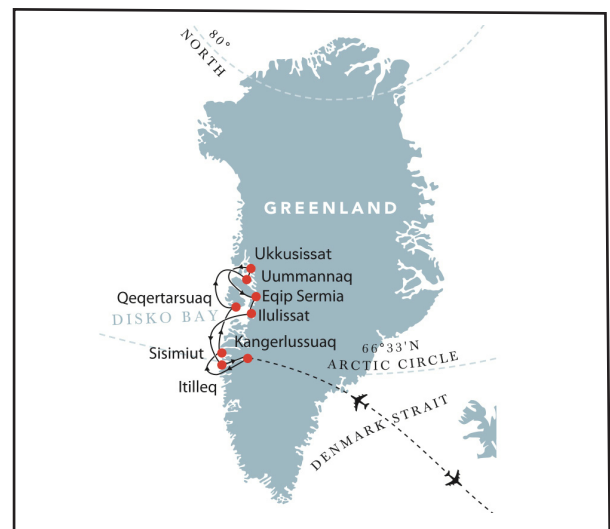 80°
NORTH
GREENLAND
Ukkusissat
Uummannaq
Qeqertarsuaq
Eqip Sermia
DISKO BAY
Ilulissat
Sisimiut
Kangerlussuaq
66°33'N
ARCTIC CIRCLE
Itilleq
DENMARK STRAIT